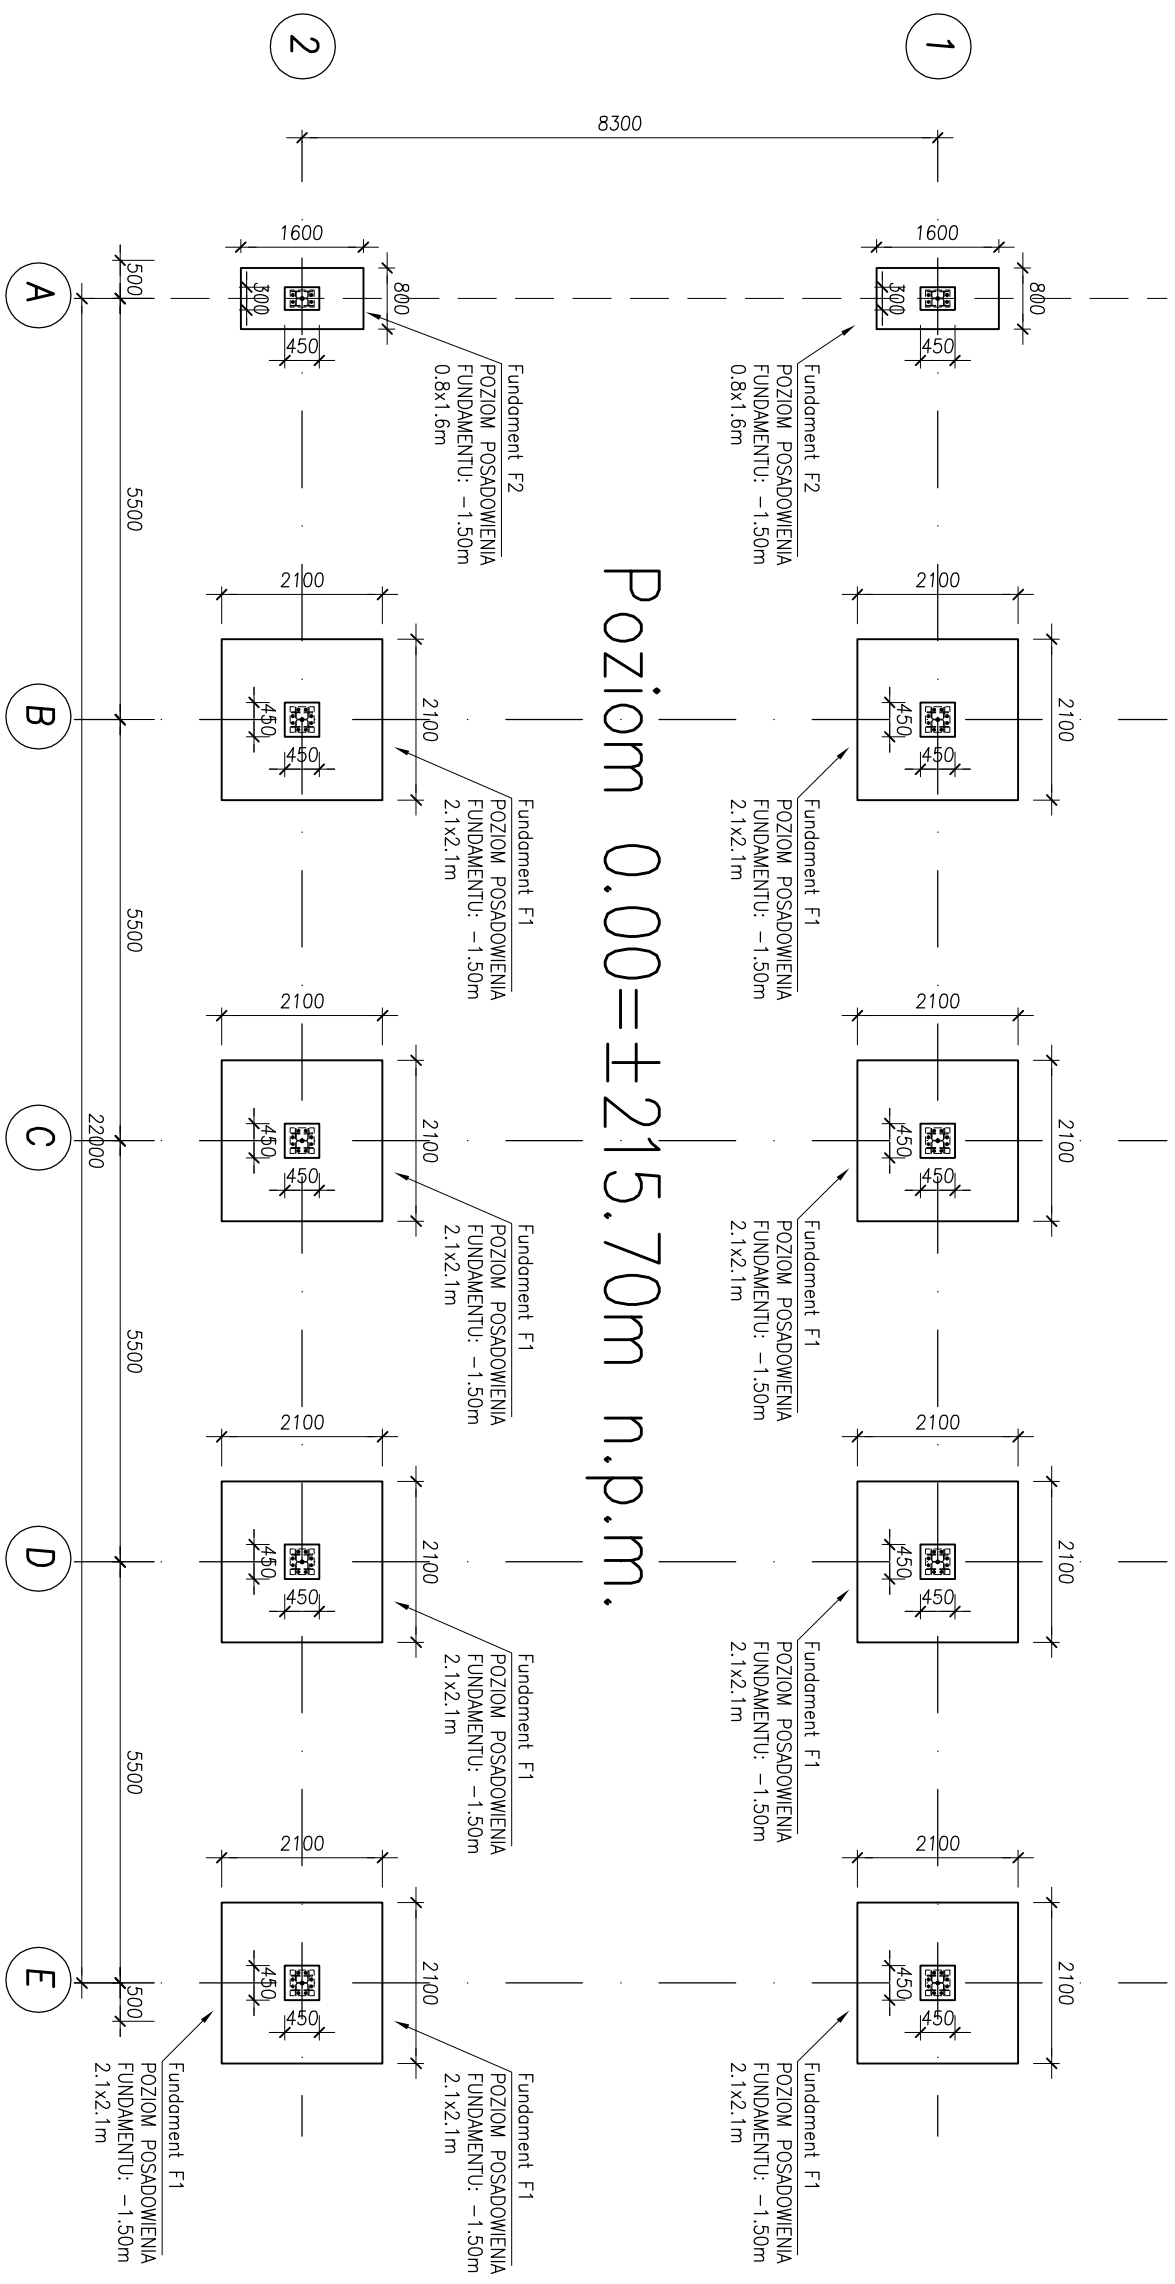 1
2
8300
1600
800
300
450
Fundament F2
POZIOM POSADOWIENIA
FUNDAMENTU: -1.50m
0.8x1.6m
2100
2100
450
450
Fundament F1
POZIOM POSADOWIENIA
FUNDAMENTU: -1.50m
2.1x2.1m
2100
2100
450
450
Fundament F1
POZIOM POSADOWIENIA
FUNDAMENTU: -1.50m
2.1x2.1m
2100
2100
450
450
Fundament F1
POZIOM POSADOWIENIA
FUNDAMENTU: -1.50m
2.1x2.1m
2100
2100
450
450
Fundament F1
POZIOM POSADOWIENIA
FUNDAMENTU: -1.50m
2.1x2.1m
Poziom 0.00=±215.70m n.p.m.
1600
800
300
450
Fundament F2
POZIOM POSADOWIENIA
FUNDAMENTU: -1.50m
0.8x1.6m
2100
2100
450
450
Fundament F1
POZIOM POSADOWIENIA
FUNDAMENTU: -1.50m
2.1x2.1m
2100
2100
450
450
Fundament F1
POZIOM POSADOWIENIA
FUNDAMENTU: -1.50m
2.1x2.1m
2100
2100
450
450
Fundament F1
POZIOM POSADOWIENIA
FUNDAMENTU: -1.50m
2.1x2.1m
2100
2100
450
450
Fundament F1
POZIOM POSADOWIENIA
FUNDAMENTU: -1.50m
2.1x2.1m
Fundament F1
POZIOM POSADOWIENIA
FUNDAMENTU: -1.50m
2.1x2.1m
500
5500
5500
5500
5500
500
22000
A
B
C
D
E